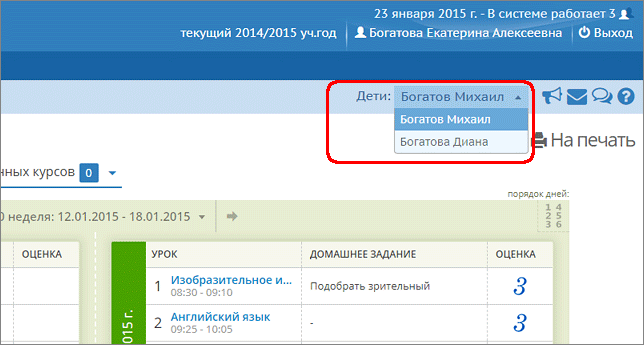 23 января 2015 г. - В системе работает 3
текущий 2014/2015 уч.год Богатова Екатерина Алексеевна Выход
Дети: Богатов Михаил
Богатов Михаил
Богатова Диана
На печать
нных курсов 0
порядок дней:
0 неделя: 12.01.2015 - 18.01.2015
1 4
2 5
3 6
ОЦЕНКА УРОК ДОМАШНЕЕ ЗАДАНИЕ ОЦЕНКА
1 Изобразительное и... Подобрать зрительный 3
08:30 - 09:10
2 Английский язык - 3
09:25 - 10:05
015 г.